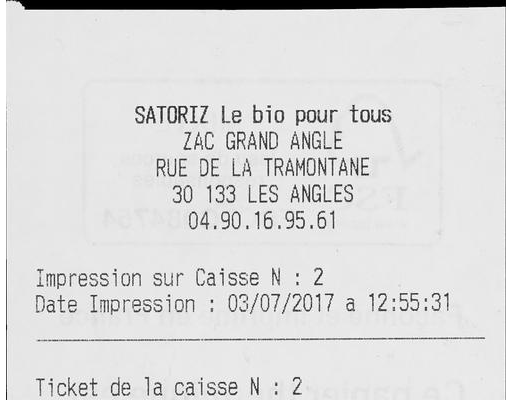 SATORIZ Le bio pour tous
ZAC GRAND ANGLE
RUE DE LA TRAMONTANE
30 133 LES ANGLES
04.90.16.95.61
Impression sur Caisse N : 2
Date Impression : 03/07/2017 a 12:55:31
Ticket de la caisse N : 2